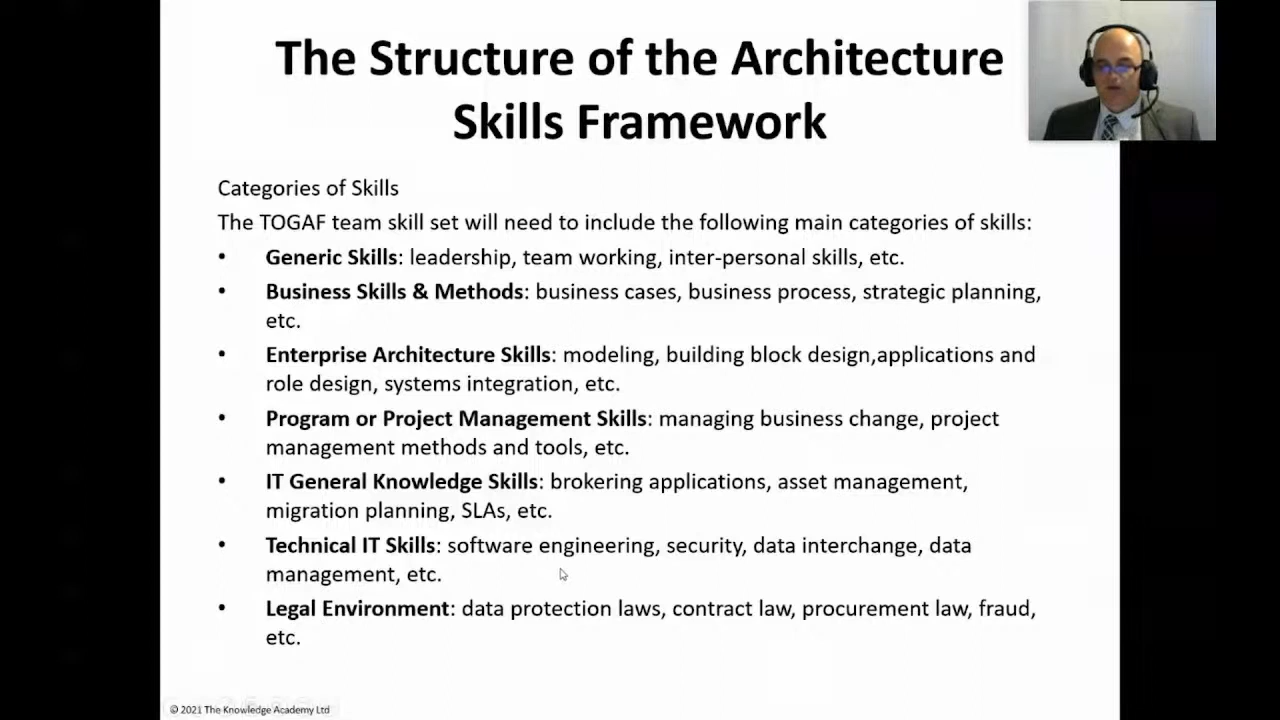 The Structure of the Architecture
Skills Framework
Categories of Skills
The TOGAF team skill set will need to include the following main categories of skills:
• Generic Skills: leadership, team working, inter-personal skills, etc.
• Business Skills & Methods: business cases, business process, strategic planning,
etc.
• Enterprise Architecture Skills: modeling, building block design,applications and
role design, systems integration, etc.
• Program or Project Management Skills: managing business change, project
management methods and tools, etc.
• IT General Knowledge Skills: brokering applications, asset management,
migration planning, SLAs, etc.
• Technical IT Skills: software engineering, security, data interchange, data
management, etc.
• Legal Environment: data protection laws, contract law, procurement law, fraud,
etc.
© 2021 The Knowledge Academy Ltd